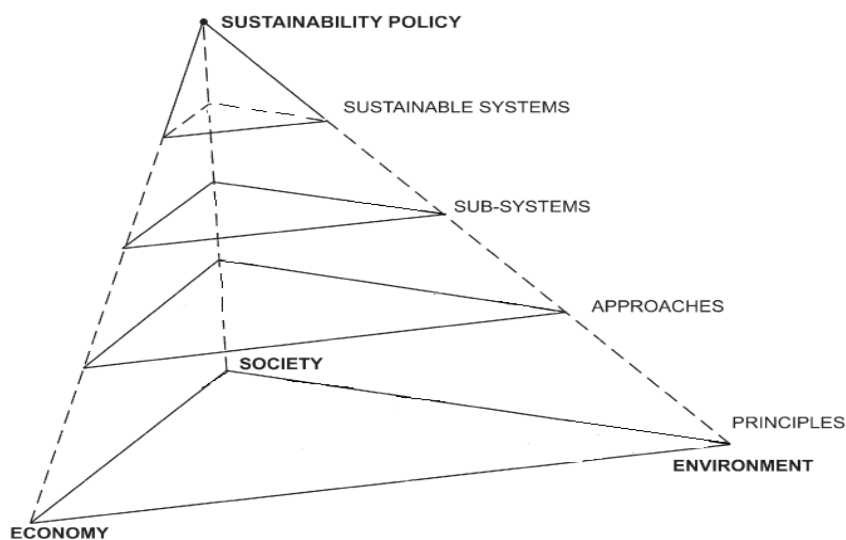 SUSTAINABILITY POLICY
SUSTAINABLE SYSTEMS
SUB-SYSTEMS
APPROACHES
SOCIETY
PRINCIPLES
ENVIRONMENT
ECONOMY